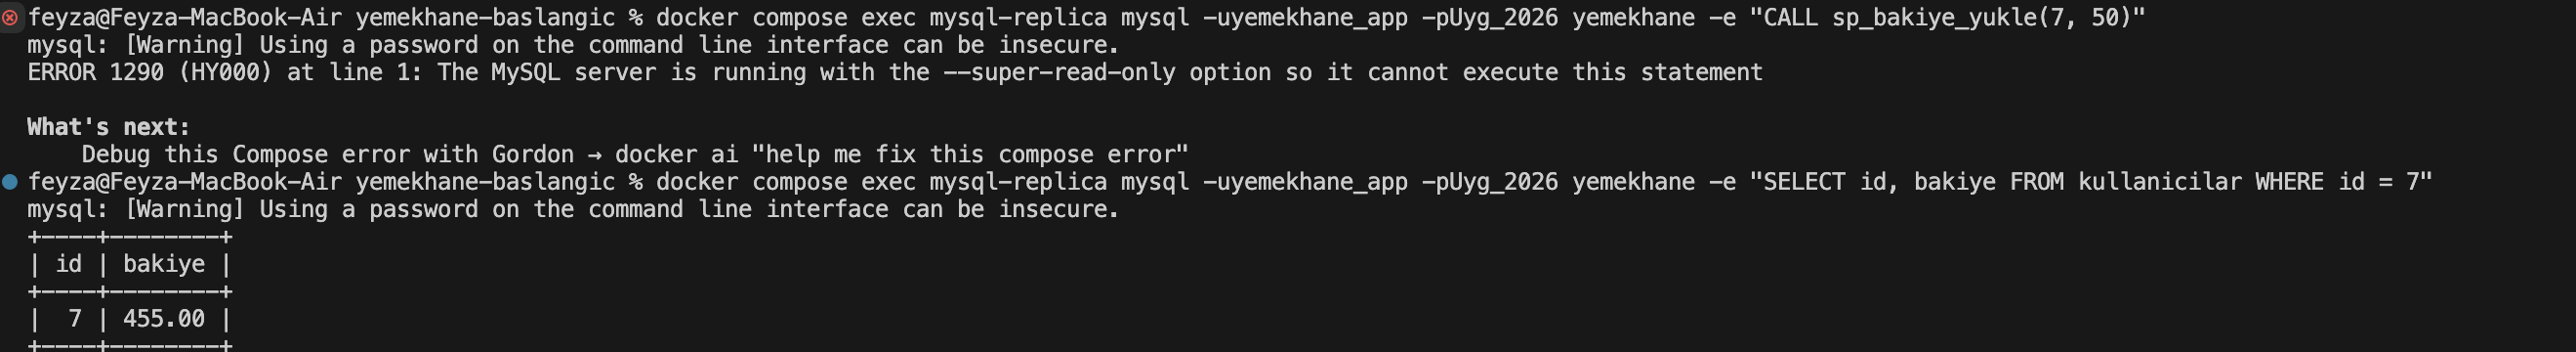 feyza@Feyza-MacBook-Air yemekhane-baslangic % docker compose exec mysql-replica mysql -uyemekhane_app -pUyg_2026 yemekhane -e "CALL sp_bakiye_yukle(7, 50)"
mysql: [Warning] Using a password on the command line interface can be insecure.
ERROR 1290 (HY000) at line 1: The MySQL server is running with the --super-read-only option so it cannot execute this statement
What's next:
Debug this Compose error with Gordon → docker ai "help me fix this compose error"
feyza@Feyza-MacBook-Air yemekhane-baslangic % docker compose exec mysql-replica mysql -uyemekhane_app -pUyg_2026 yemekhane -e "SELECT id, bakiye FROM kullanicilar WHERE id = 7"
mysql: [Warning] Using a password on the command line interface can be insecure.
+----+--------+
| id | bakiye |
+----+--------+
|  7 | 455.00 |
+----+--------+